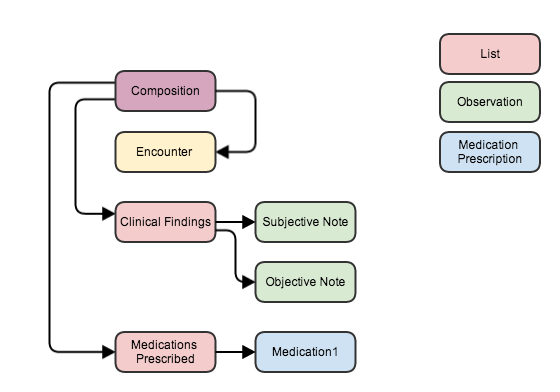 Composition
Encounter
Clinical Findings
Subjective Note
Objective Note
Medications
Prescribed
Medication1
List
Observation
Medication
Prescription